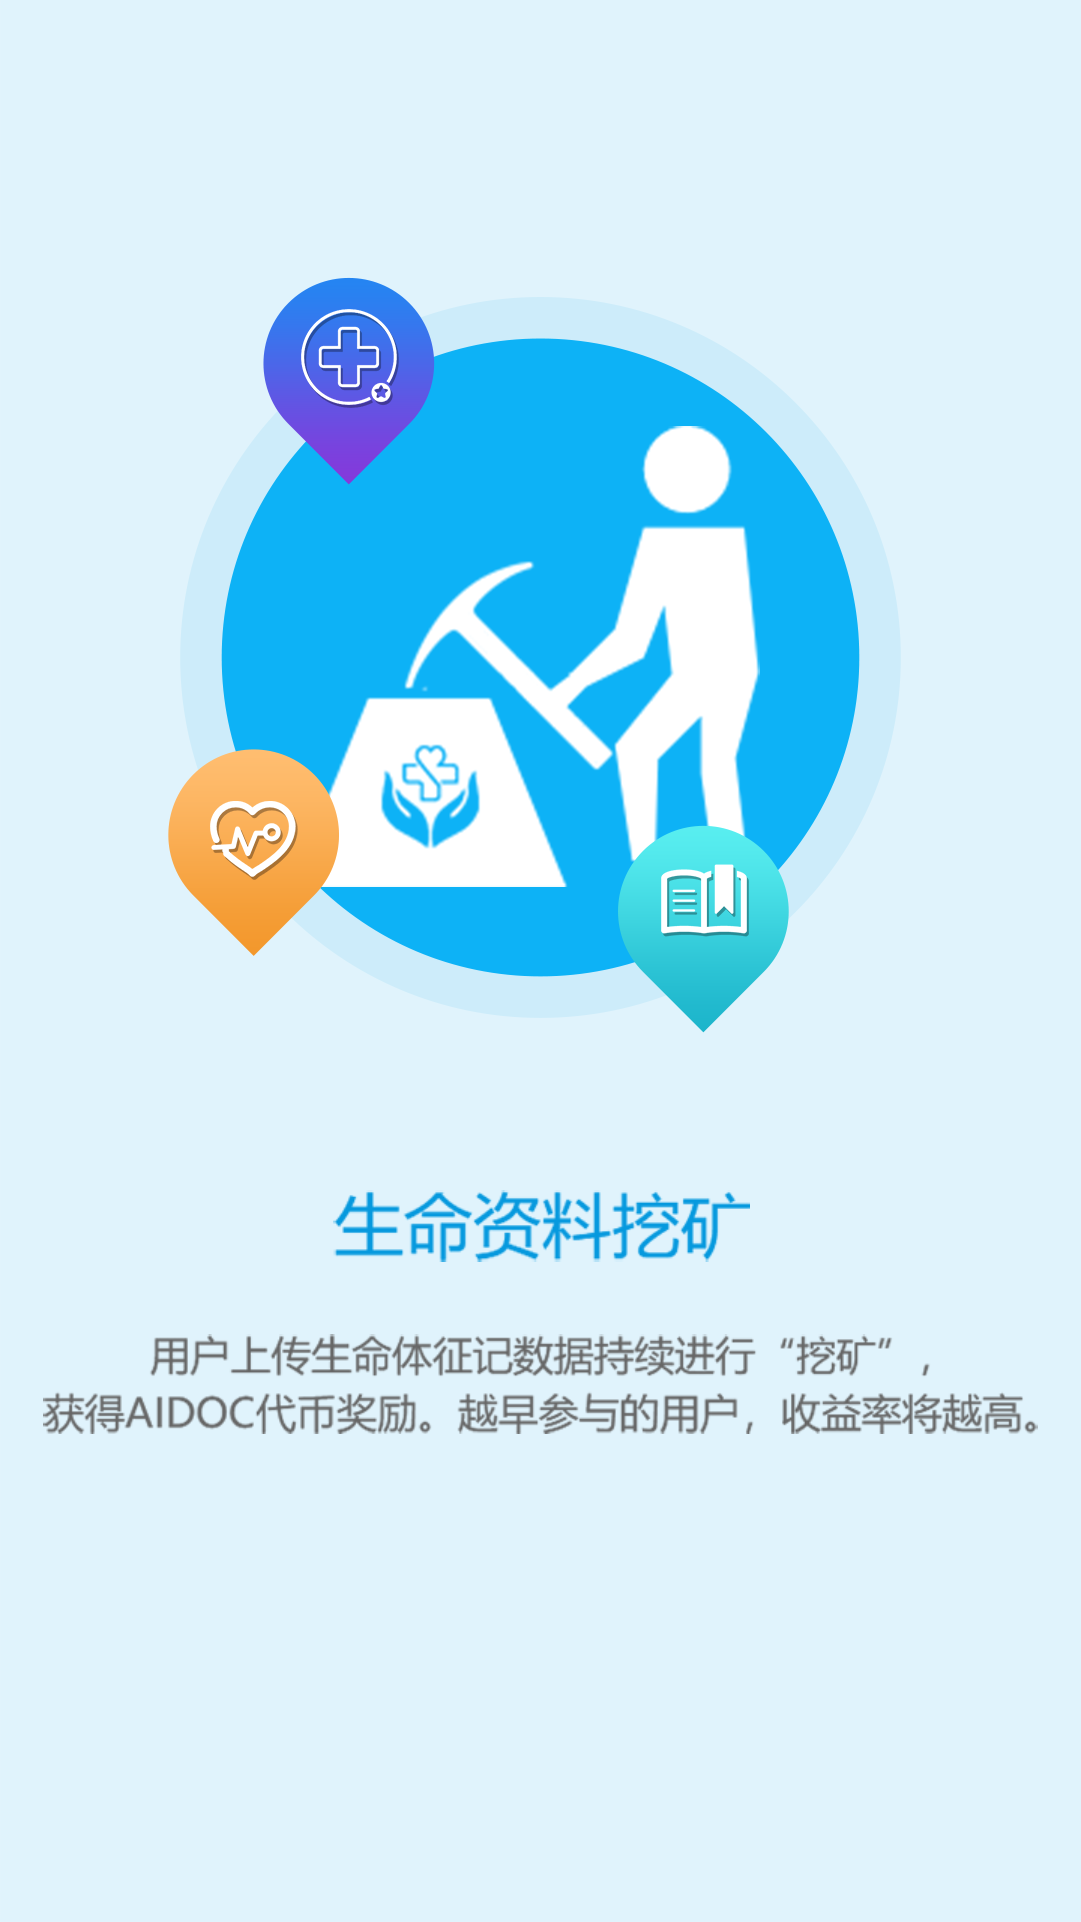 生命资料挖矿
用户上传生命体征记数据持续进行“挖矿”，
获得AIDOC代币奖励。越早参与的用户，收益率将越高。